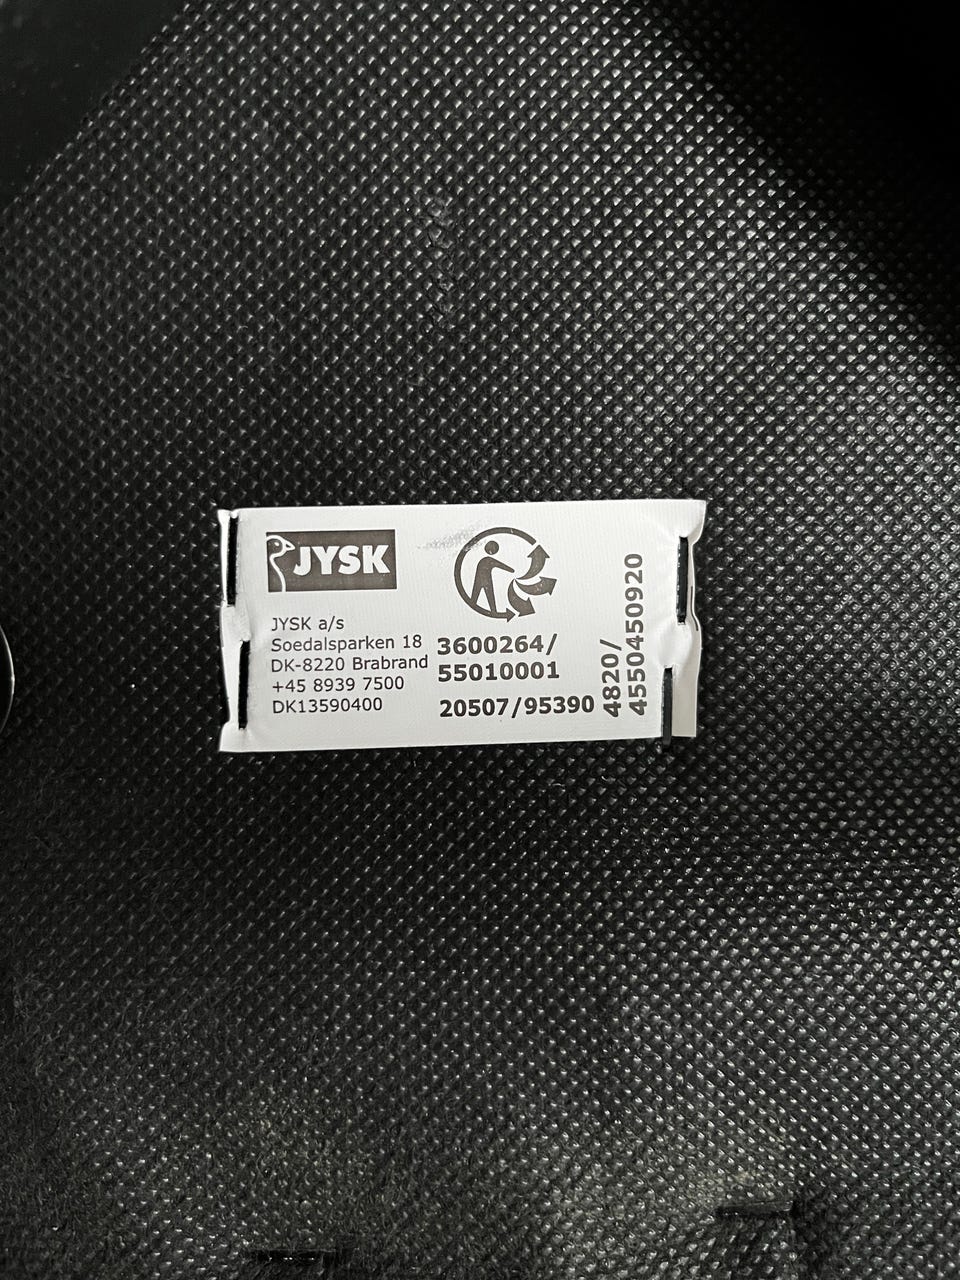 JYSK
JYSK a/s
Soedalsparken 18
DK-8220 Brabrand
+45 8939 7500
DK13590400
3600264/
55010001
20507/95390
4820/
4550450920